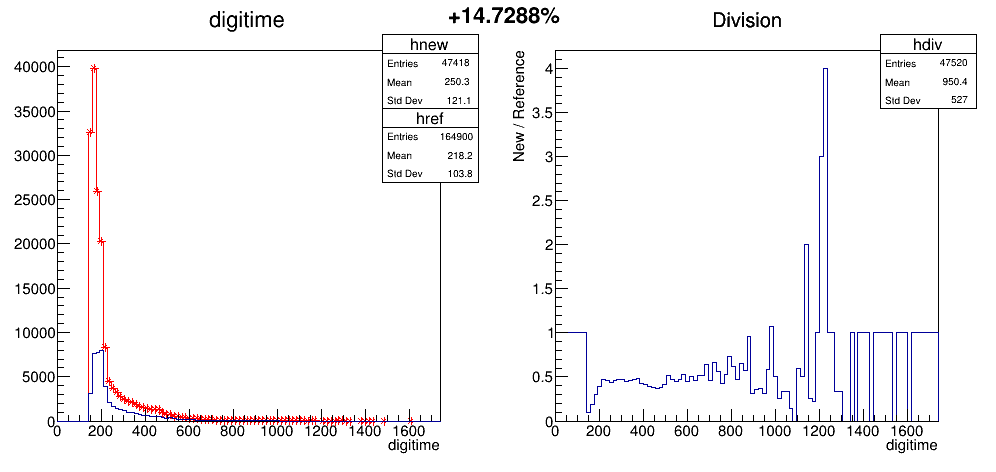 +14.7288%
digitime
hnew
Entries 47418
Mean 250.3
Std Dev 121.1
href
Entries 164900
Mean 218.2
Std Dev 103.8
40000
35000
30000
25000
20000
15000
10000
5000
0
0 200 400 600 800 1000 1200 1400 1600
digitime
Division
hdiv
Entries 47520
Mean 950.4
Std Dev 527
New / Reference
4
3.5
3
2.5
2
1.5
1
0.5
0
0 200 400 600 800 1000 1200 1400 1600
digitime